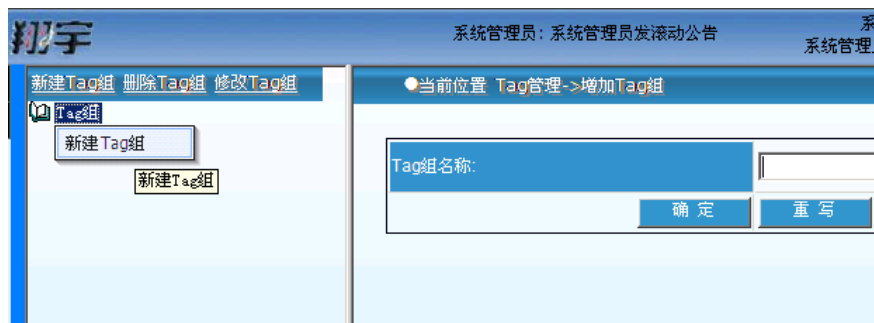 翔宇
系统管理员：系统管理员发滚动公告
系统管理
新建Tag组 删除Tag组 修改Tag组
当前位置 Tag管理->增加Tag组
Tag组
新建Tag组
新建Tag组
Tag组名称:
确 定
重 写